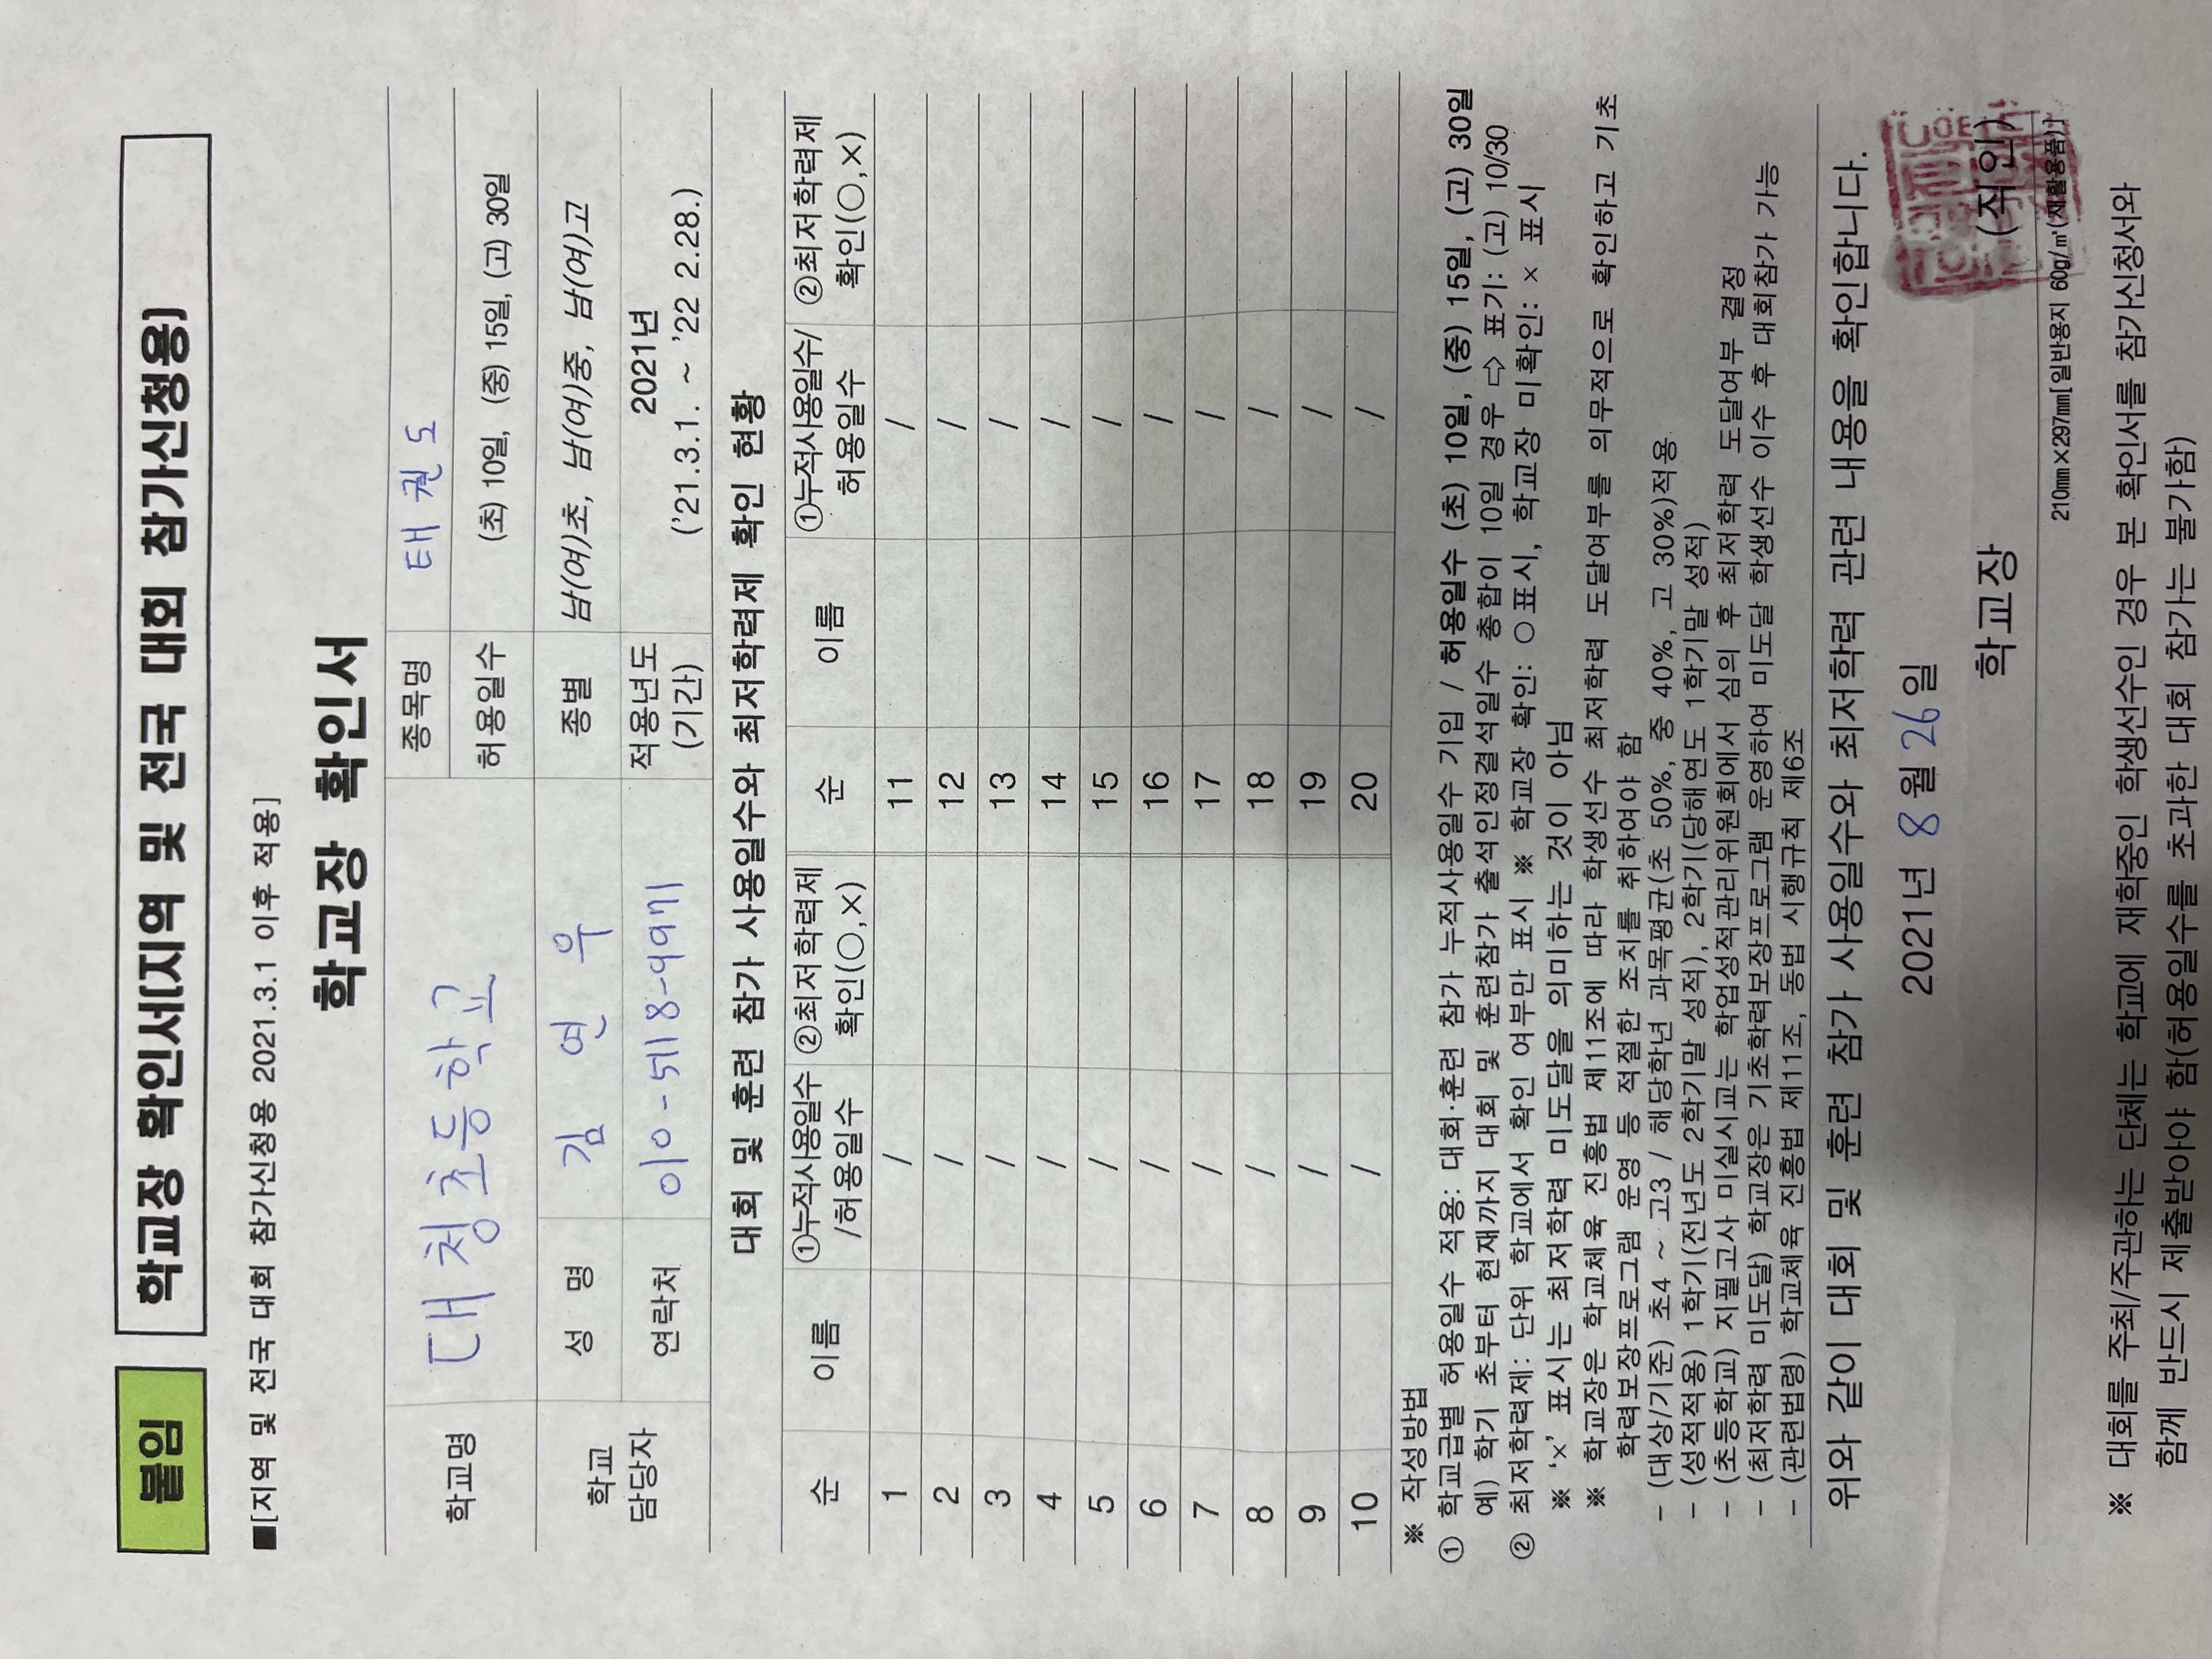 붙임 학교장 확인서(지역 및 전국 대회 참가신청용)
■[지역 및 전국 대회 참가신청용 2021.3.1 이후 적용]
학교장 확인서
학교명 대청초등학교 종목명 태권도
허용일수 (초) 10일, (중) 15일, (고) 30일
학교 담당자 성 명 김연우 종별 남(여)초, 남(여)중, 남(여)고
연락처 010-5118-9971 적용년도 (기간) 2021년
('21.3.1. ~ '22 2.28.)
대회 및 훈련 참가 사용일수와 최저학력제 확인 현황
순 이름 ①누적사용일수/허용일수 ②최저학력제 확인(○,×) 순 이름 ①누적사용일수/허용일수 ②최저학력제 확인(○,×)
1 / 11 /
2 / 12 /
3 / 13 /
4 / 14 /
5 / 15 /
6 / 16 /
7 / 17 /
8 / 18 /
9 / 19 /
10 / 20 /
※ 작성방법
① 학교급별 허용일수 적용: 대회·훈련 참가 누적사용일수 기입 / 허용일수 (초) 10일, (중) 15일, (고) 30일
예) 학기 초부터 현재까지 대회 및 훈련참가 출석인정결석일수 총합이 10일 경우 ⇨ 표기: (고) 10/30
② 최저학력제: 단위 학교에서 확인 여부만 표시 ※ 학교장 확인: ○ 표시, 학교장 미확인: × 표시
※ '×' 표시는 최저학력 미도달을 의미하는 것이 아님
※ 학교장은 학교체육 진흥법 제11조에 따라 학생선수 최저학력 도달여부를 의무적으로 확인하고 기초
학력보장프로그램 운영 등 적절한 조치를 취하여야 함
- (대상/기준) 초4 ~ 고3 / 해당학년 과목평균(초 50%, 중 40%, 고 30%)적용
- (성적적용) 1학기(전년도 2학기말 성적), 2학기(당해연도 1학기말 성적)
- (초등학교) 지필고사 미실시교는 학업성적관리위원회에서 심의 후 최저학력 도달여부 결정
- (최저학력 미도달) 학교장은 기초학력보장프로그램 운영하여 미도달 학생선수 이수 후 대회참가 가능
- (관련법령) 학교체육 진흥법 제11조, 동법 시행규칙 제6조
위와 같이 대회 및 훈련 참가 사용일수와 최저학력 관련 내용을 확인합니다.
2021년 8월 26일
학교장 (직인)
210㎜×297㎜[일반용지 60g/㎡(재활용품)]
※ 대회를 주최/주관하는 단체는 학교에 재학중인 학생선수인 경우 본 확인서를 참가신청서와
함께 반드시 제출받아야 함(허용일수를 초과한 대회 참가는 불가함)